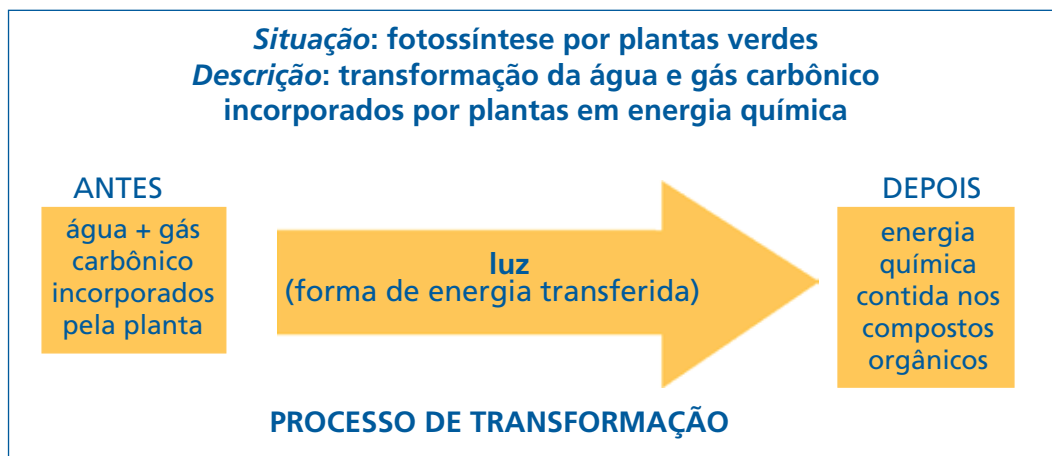 Situação: fotossíntese por plantas verdes
Descrição: transformação da água e gás carbônico
incorporados por plantas em energia química
ANTES
água + gás
carbônico
incorporados
pela planta
luz
(forma de energia transferida)
DEPOIS
energia
química
contida nos
compostos
orgânicos
PROCESSO DE TRANSFORMAÇÃO